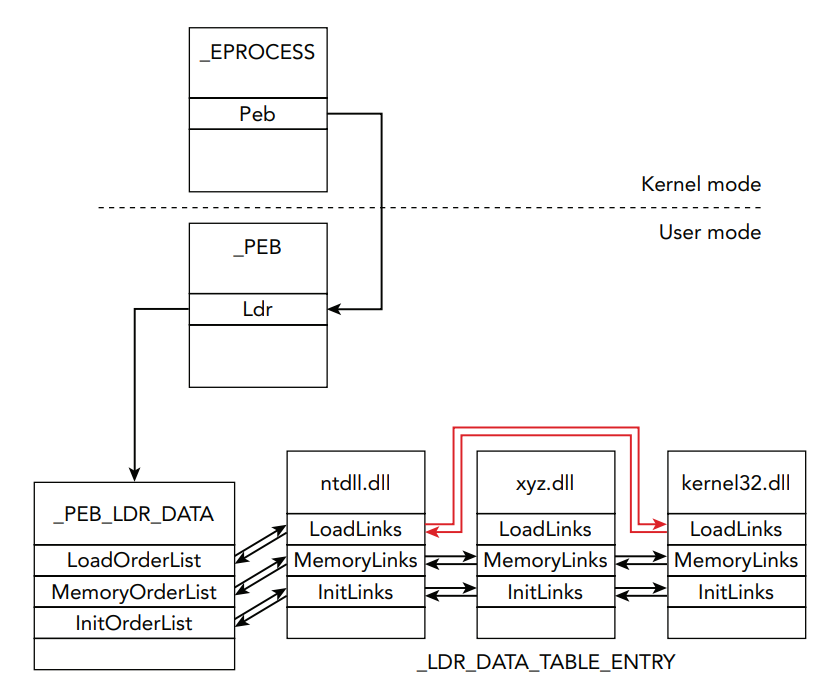 _EPROCESS
Peb
Kernel mode
User mode
_PEB
Ldr
_PEB_LDR_DATA
LoadOrderList
MemoryOrderList
InitOrderList
ntdll.dll
LoadLinks
MemoryLinks
InitLinks
xyz.dll
LoadLinks
MemoryLinks
InitLinks
kernel32.dll
LoadLinks
MemoryLinks
InitLinks
_LDR_DATA_TABLE_ENTRY